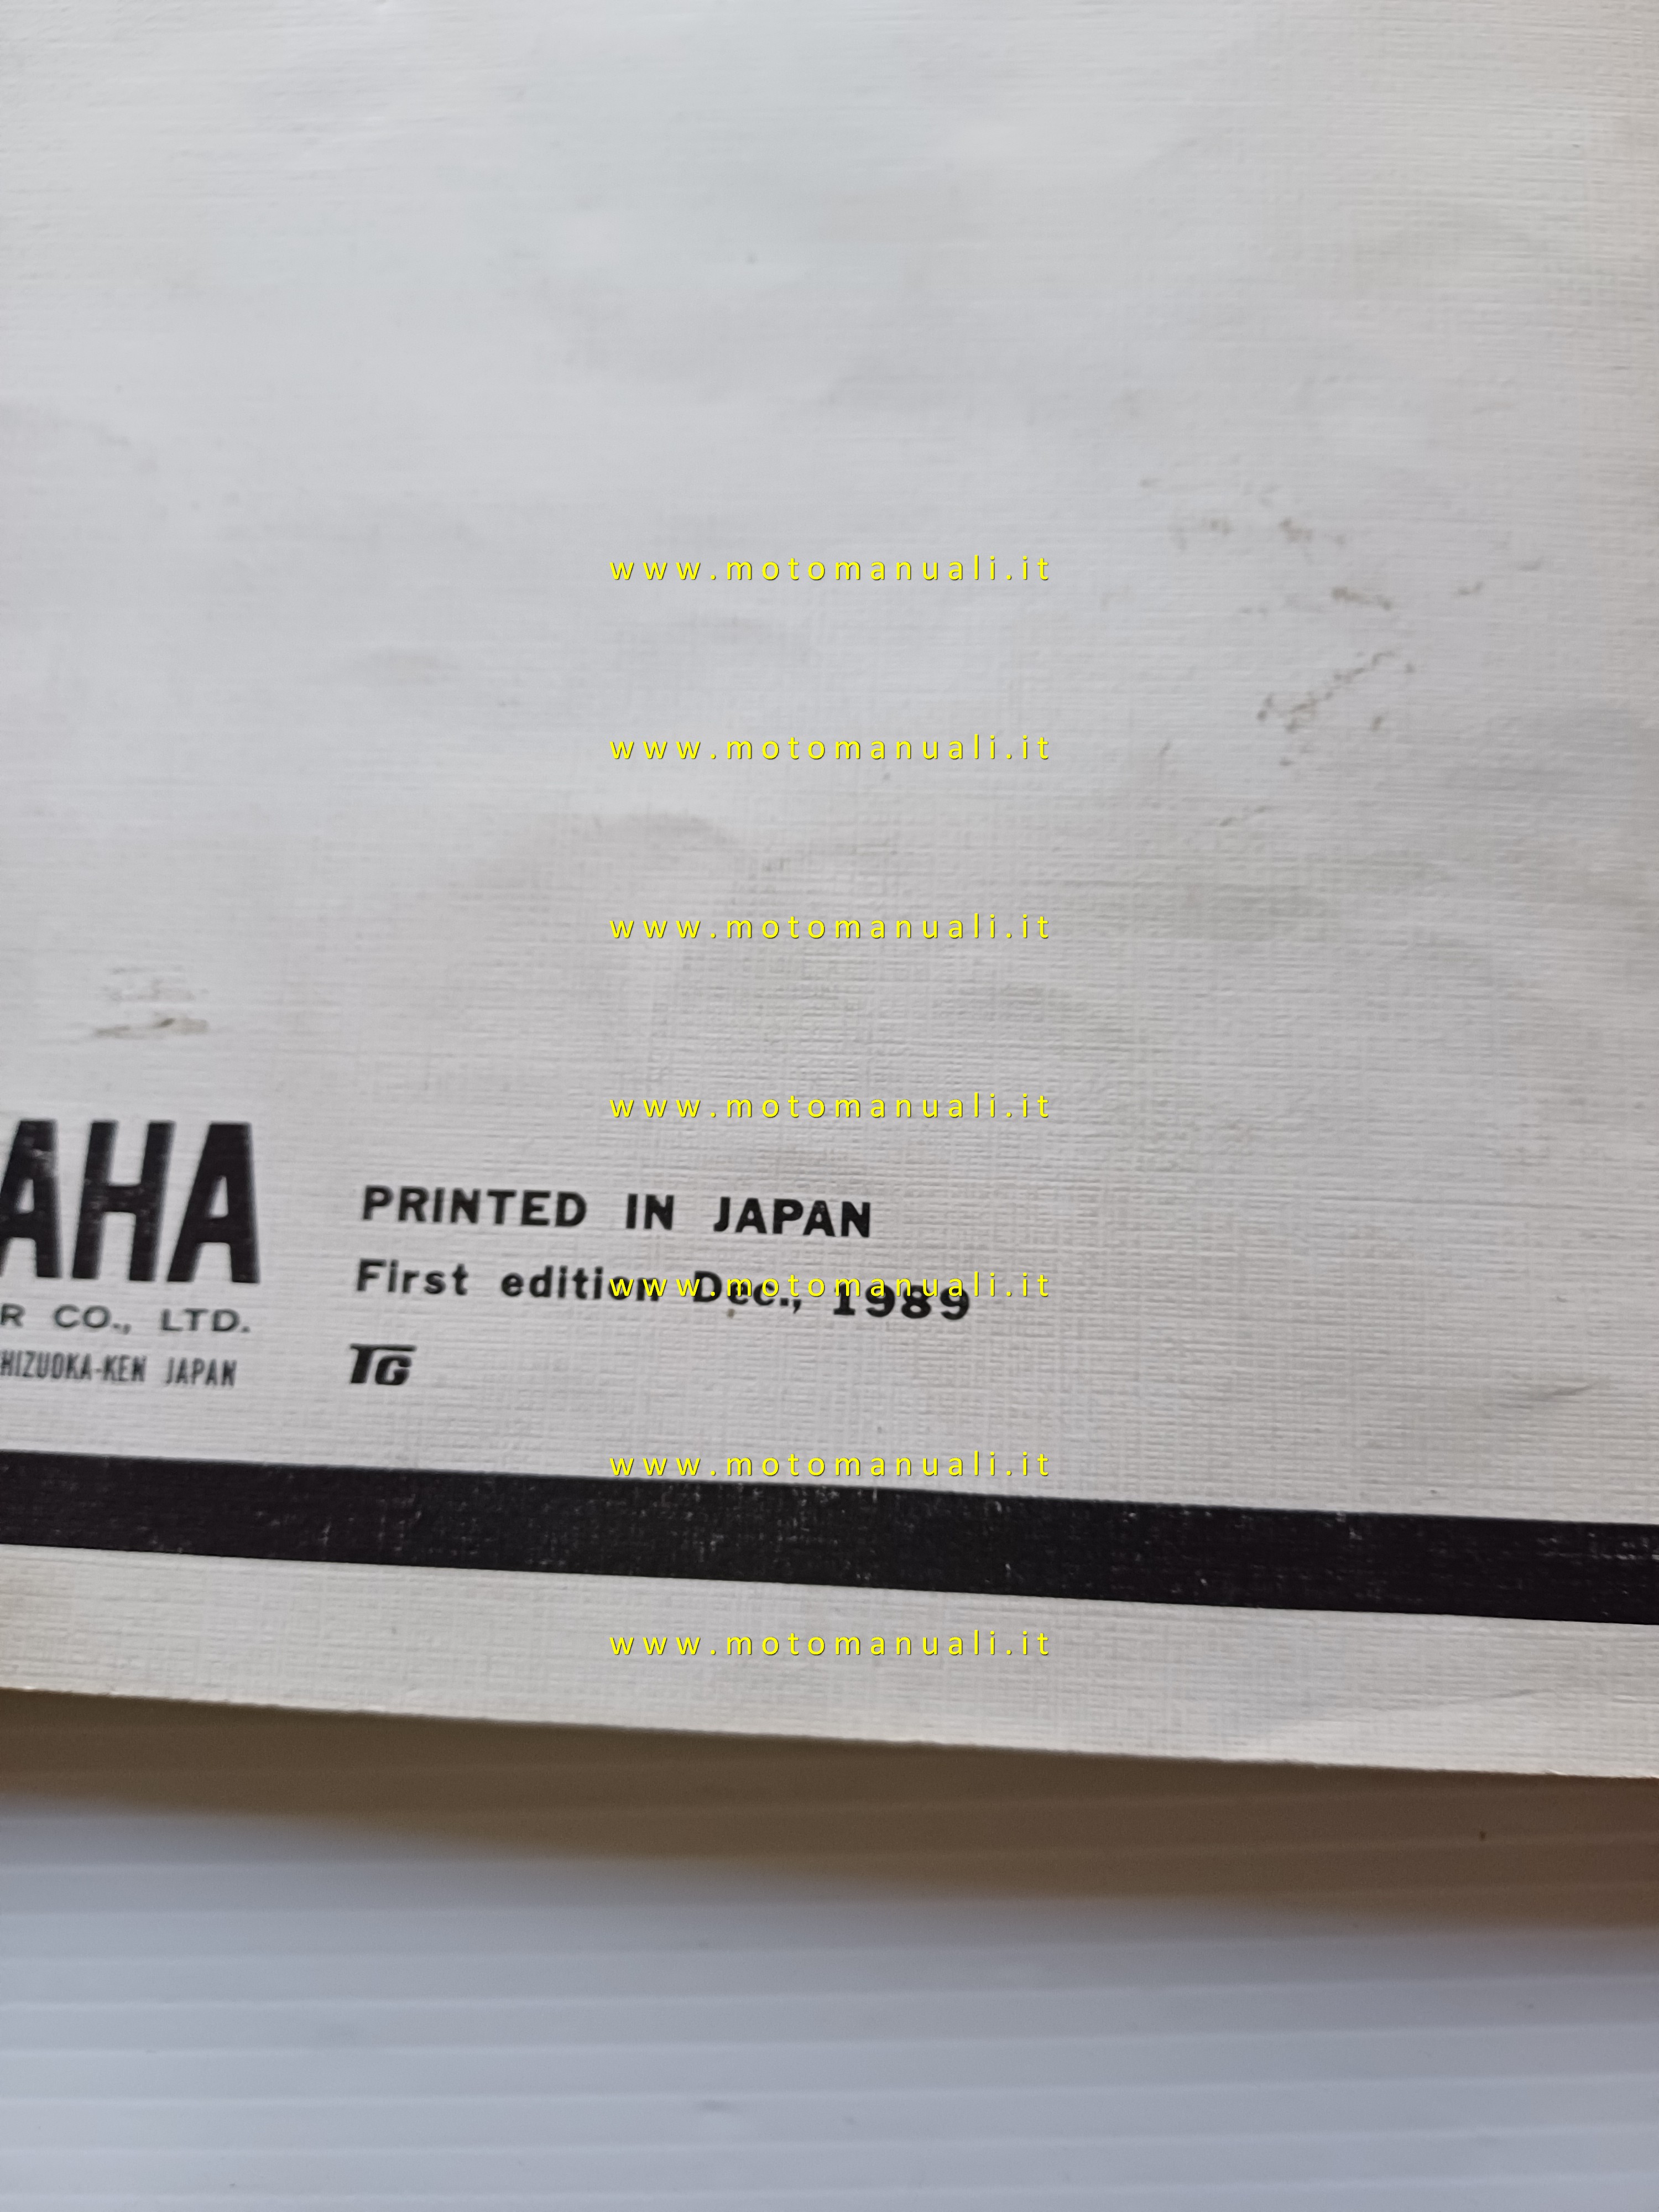 www.motomanuali.it
www.motomanuali.it
www.motomanuali.it
www.motomanuali.it
AHA
R CO., LTD.
HIZUOKA-KEN JAPAN
PRINTED IN JAPAN
First edition Dec., 1989
www.motomanuali.it
TG
www.motomanuali.it
www.motomanuali.it